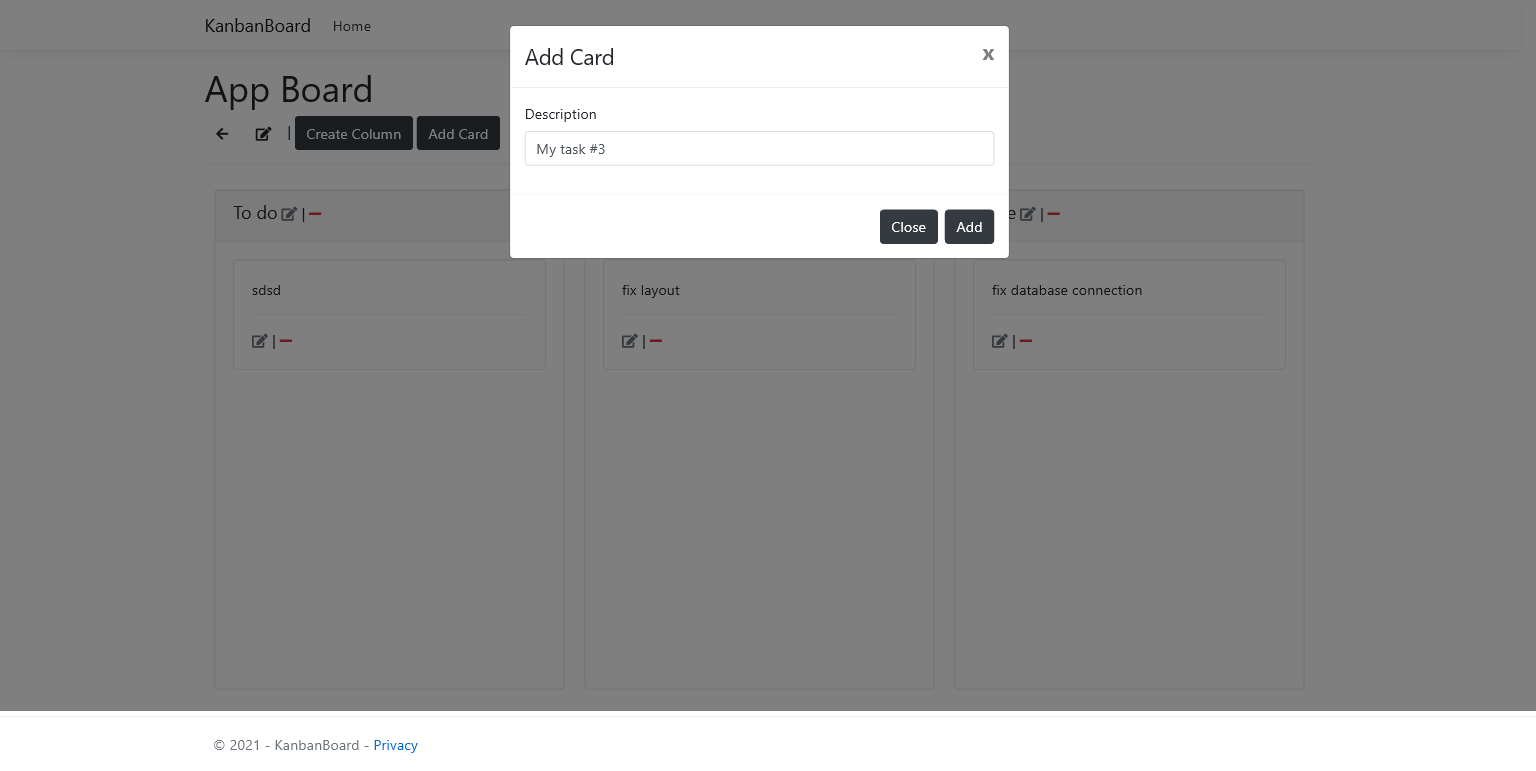 KanbanBoard Home
Add Card x
App Board
Description
Create Column Add Card
My task #3
To do | e |
Close Add
sdsd fix layout fix database connection
| | |
© 2021 - KanbanBoard - Privacy